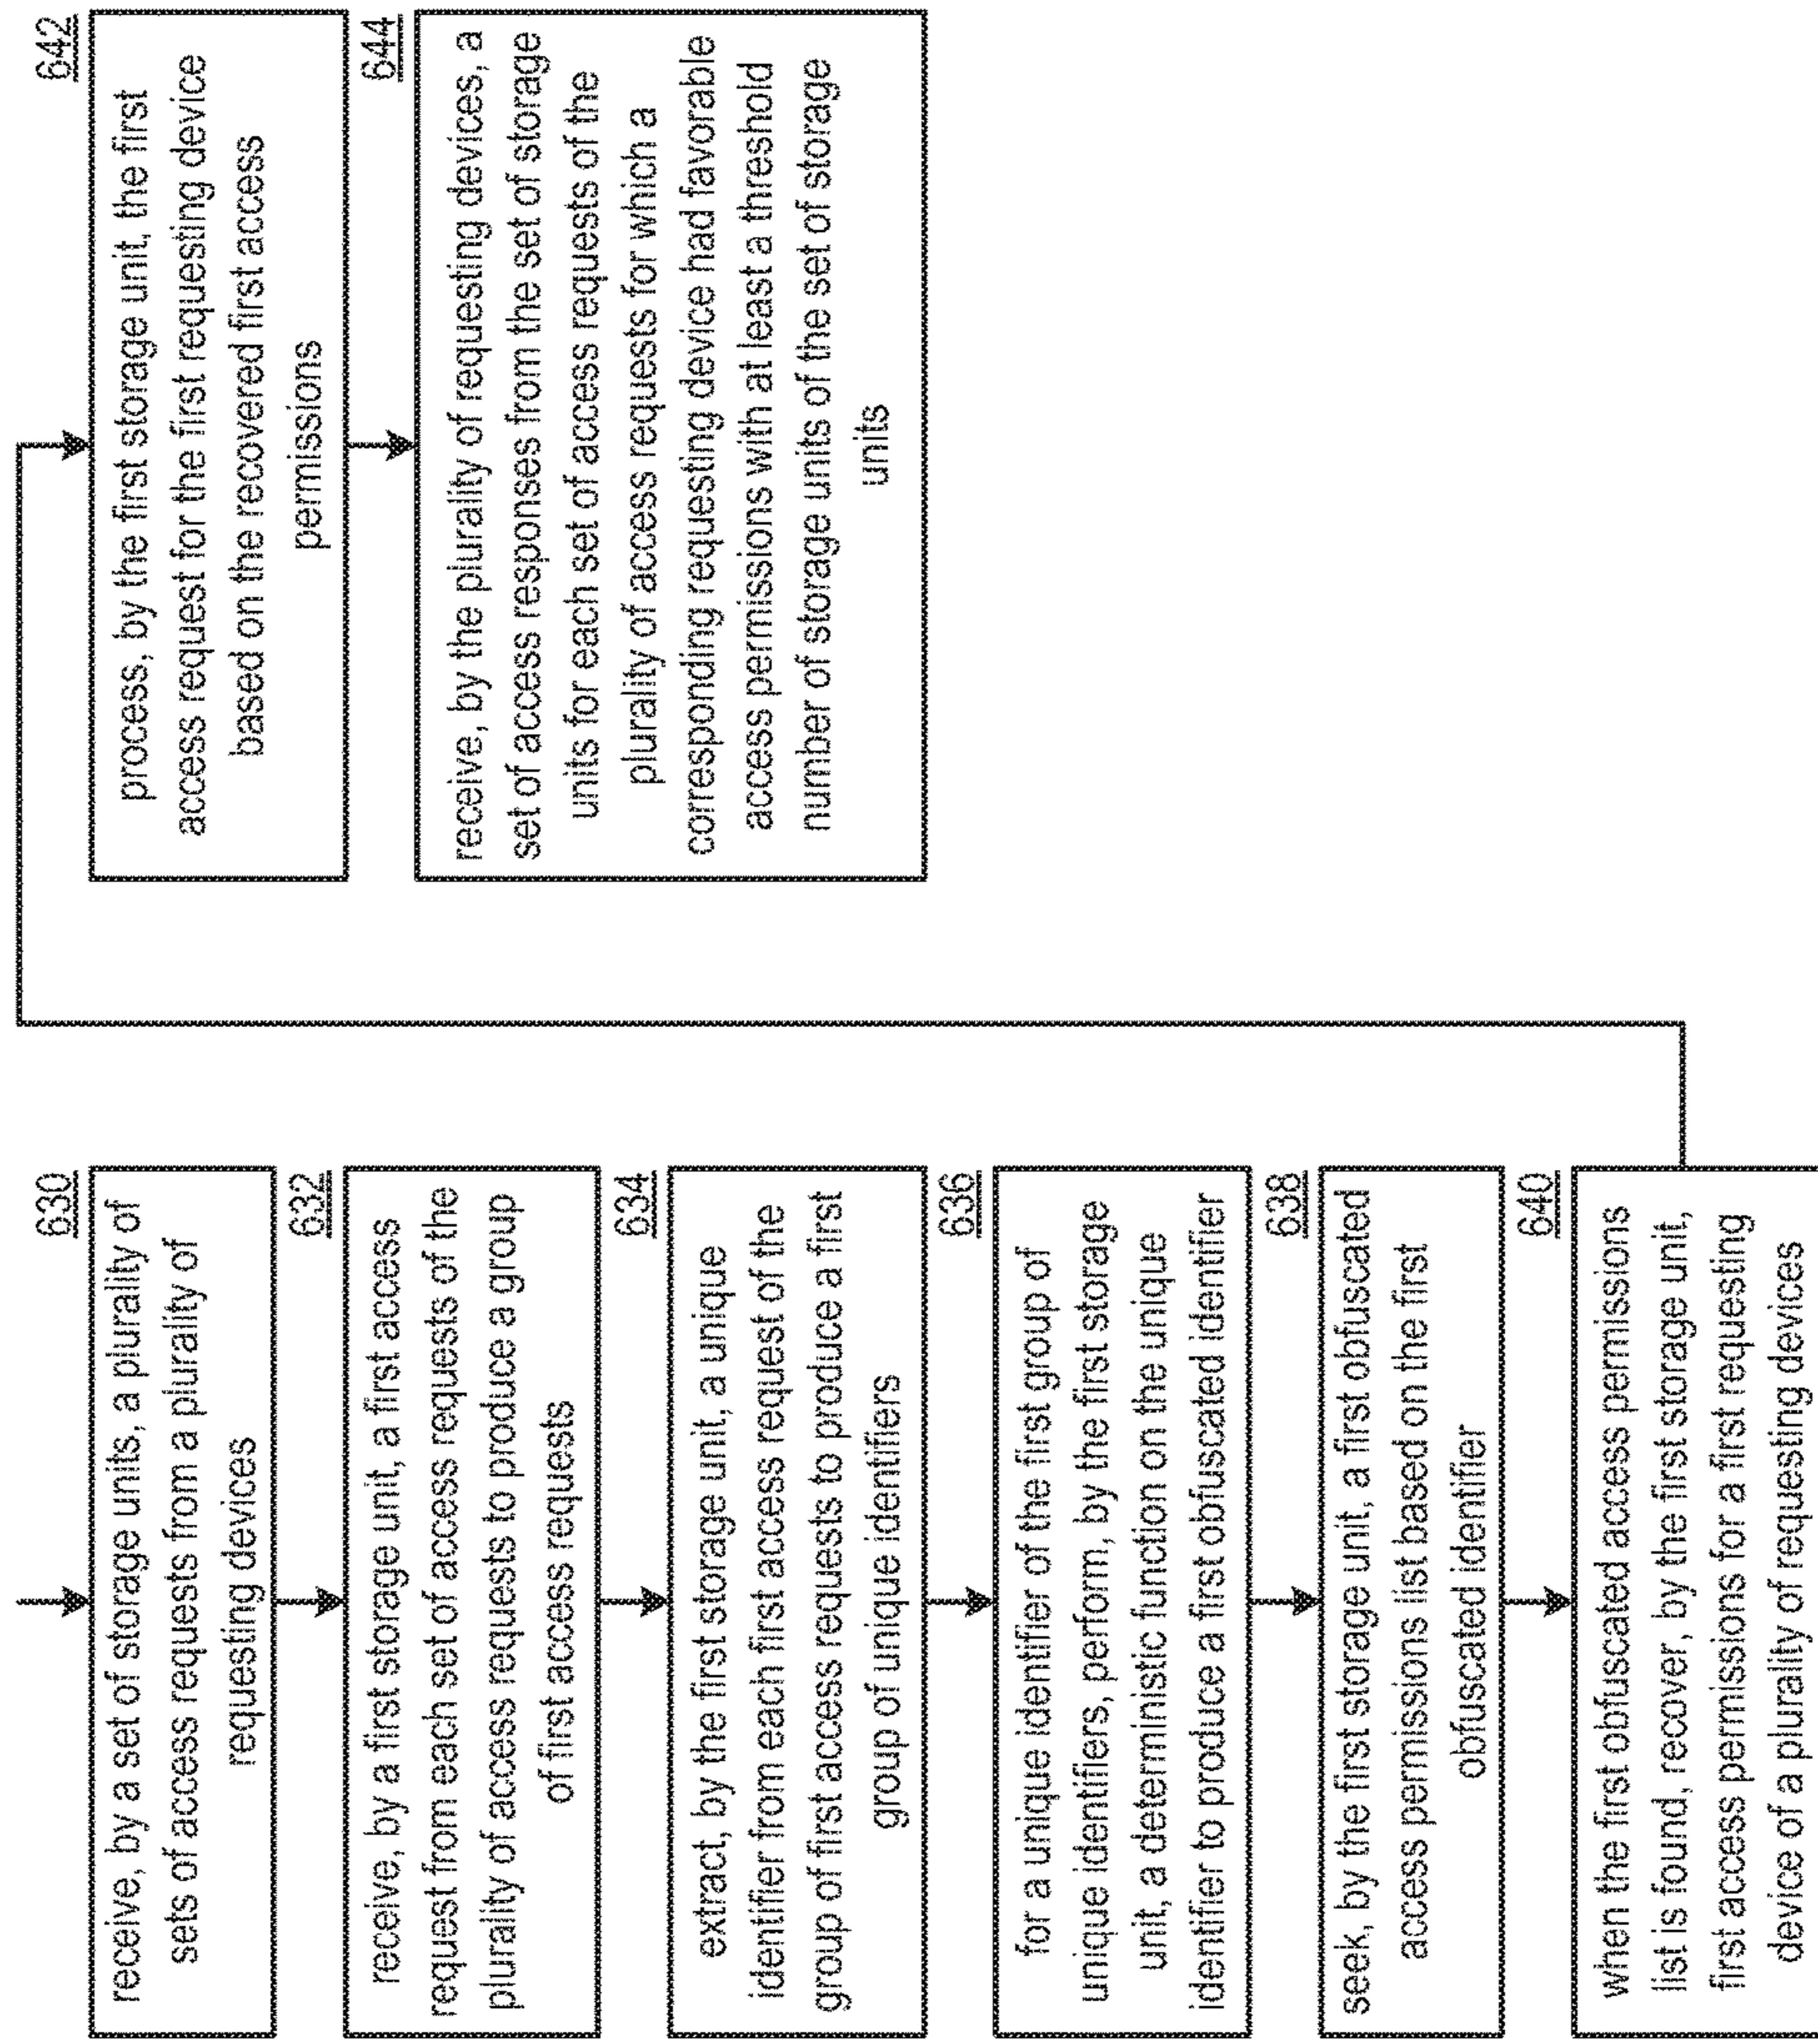 630
receive, by a set of storage units, a plurality of
sets of access requests from a plurality of
requesting devices
632
receive, by a first storage unit, a first access
request from each set of access requests of the
plurality of access requests to produce a group
of first access requests
634
extract, by the first storage unit, a unique
identifier from each first access request of the
group of first access requests to produce a first
group of unique identifiers
636
for a unique identifier of the first group of
unique identifiers, perform, by the first storage
unit, a deterministic function on the unique
identifier to produce a first obfuscated identifier
638
seek, by the first storage unit, a first obfuscated
access permissions list based on the first
obfuscated identifier
640
when the first obfuscated access permissions
list is found, recover, by the first storage unit,
first access permissions for a first requesting
device of a plurality of requesting devices
642
process, by the first storage unit, the first
access request for the first requesting device
based on the recovered first access
permissions
644
receive, by the plurality of requesting devices, a
set of access responses from the set of storage
units for each set of access requests of the
plurality of access requests for which a
corresponding requesting device had favorable
access permissions with at least a threshold
number of storage units of the set of storage
units